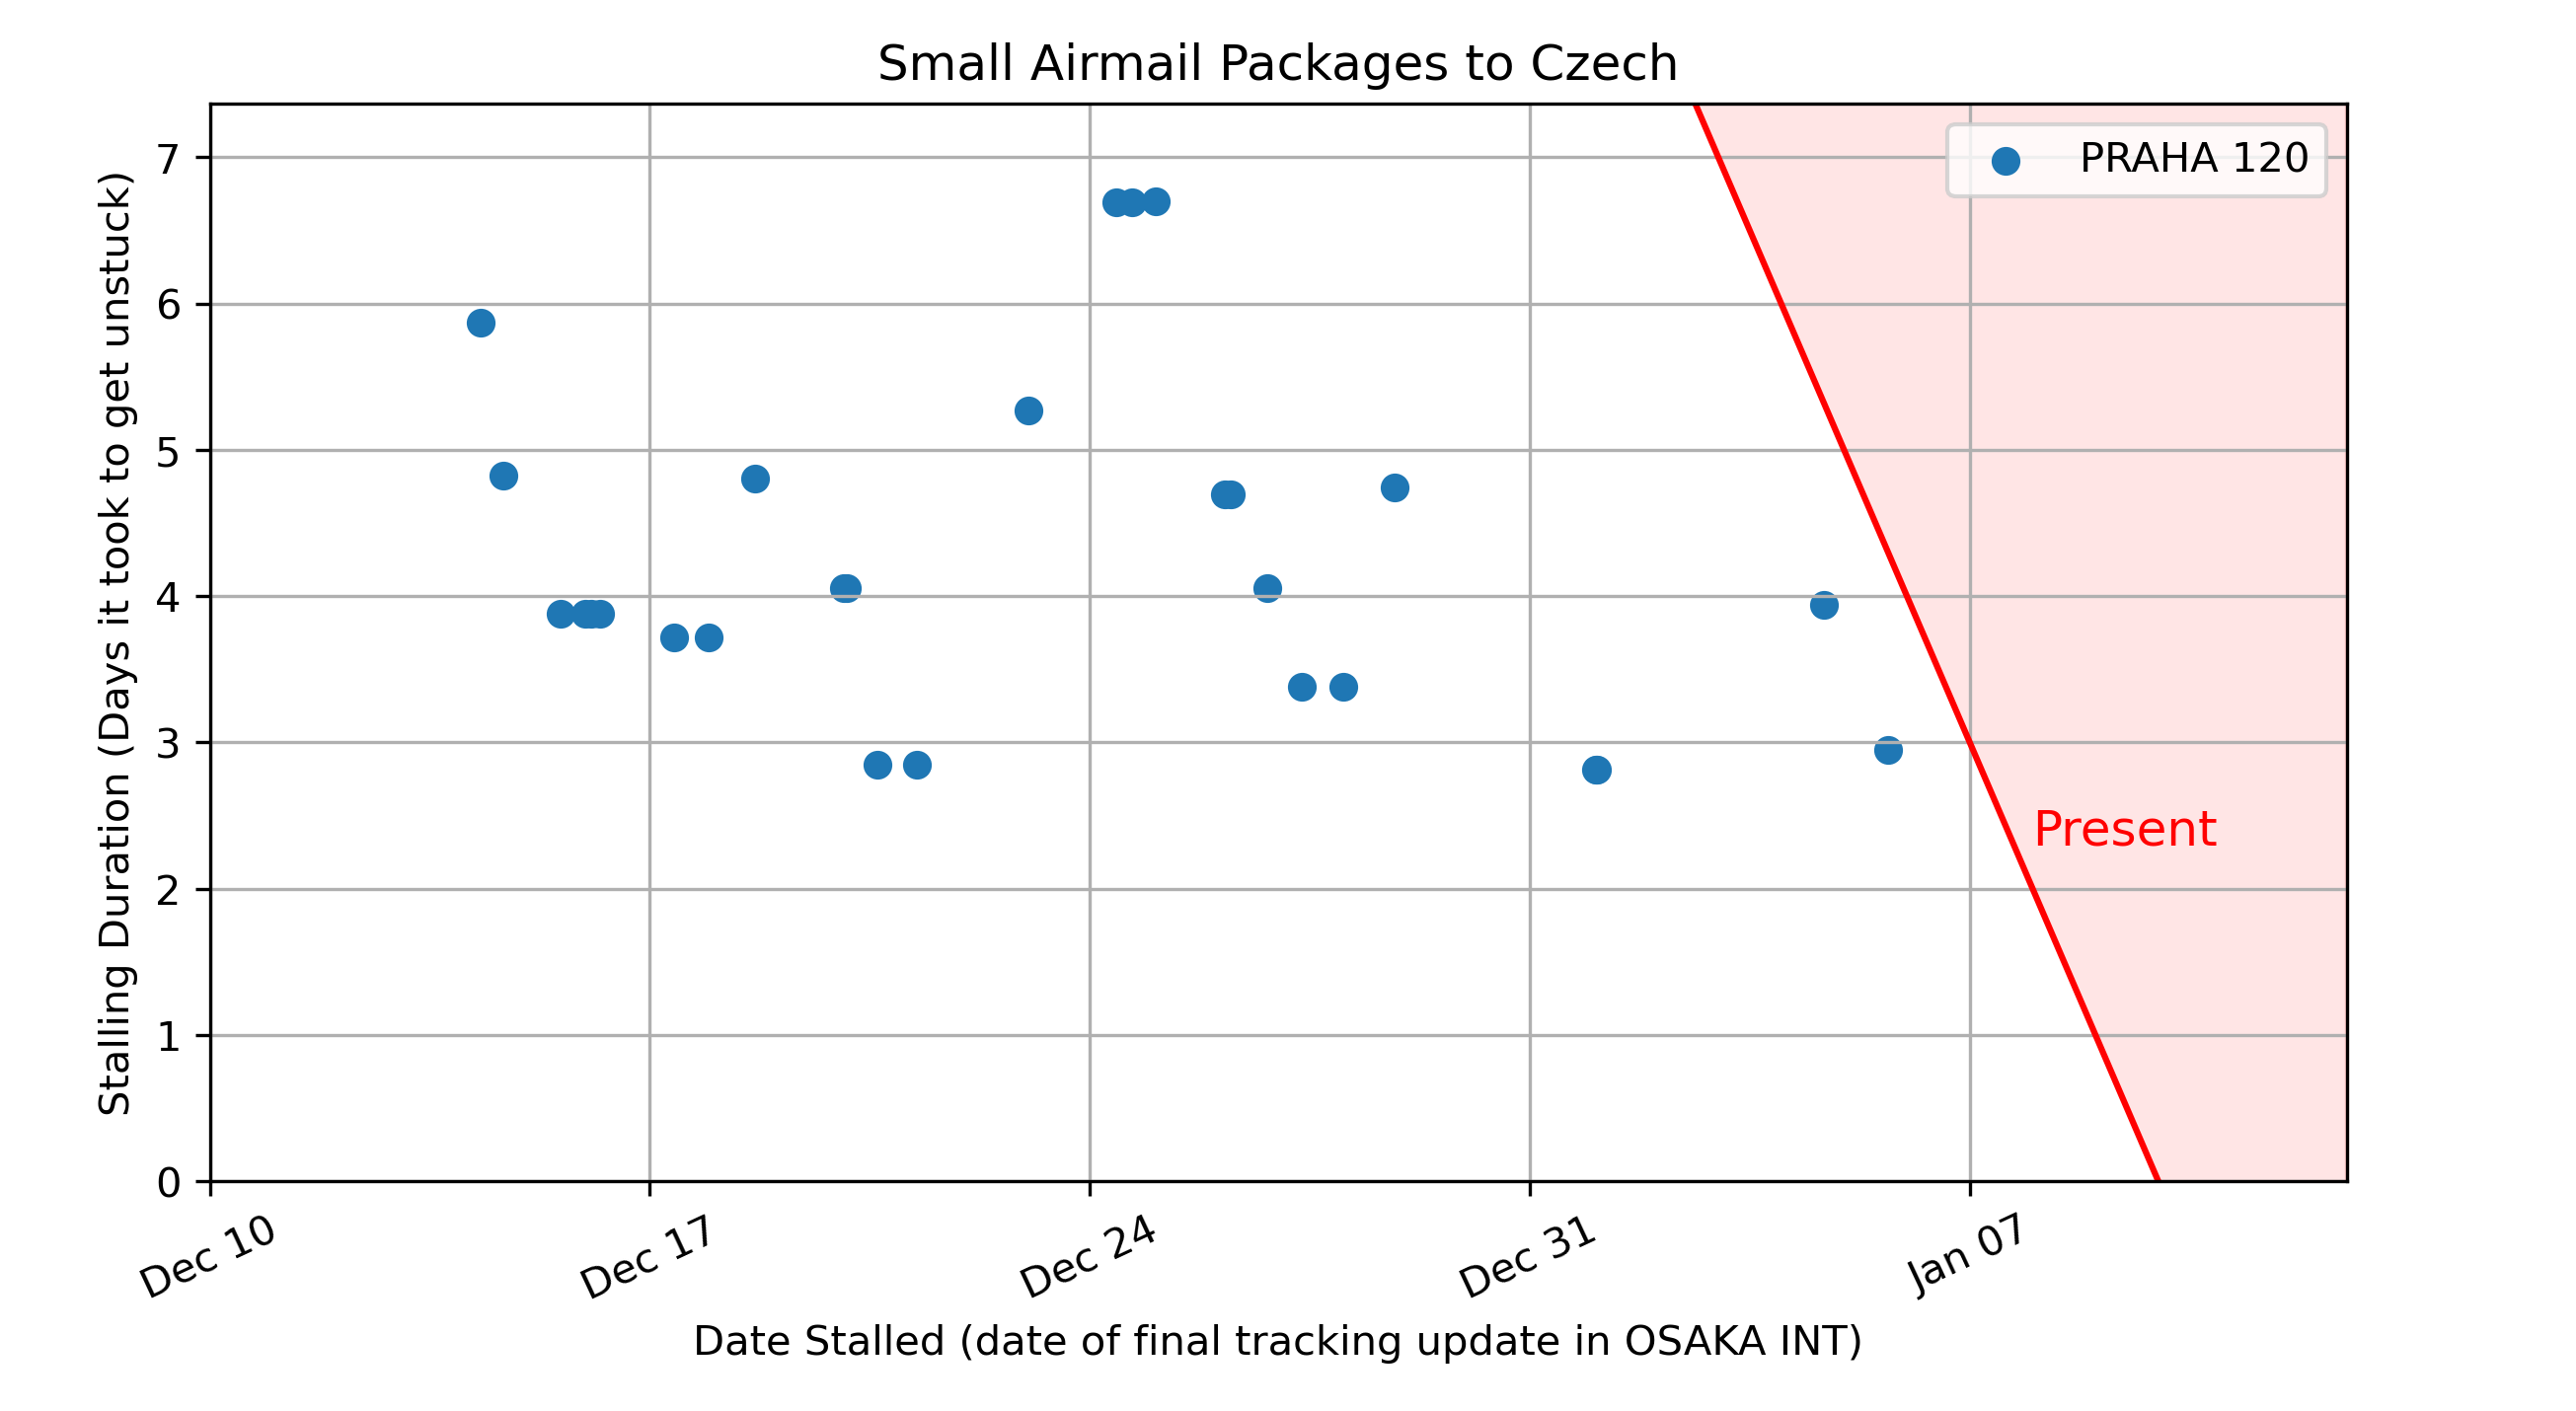 Small Airmail Packages to Czech
PRAHA 120
Stalling Duration (Days it took to get unstuck)
7
6
5
4
3
2
1
0
Present
Dec 10
Dec 17
Dec 24
Dec 31
Jan 07
Date Stalled (date of final tracking update in OSAKA INT)